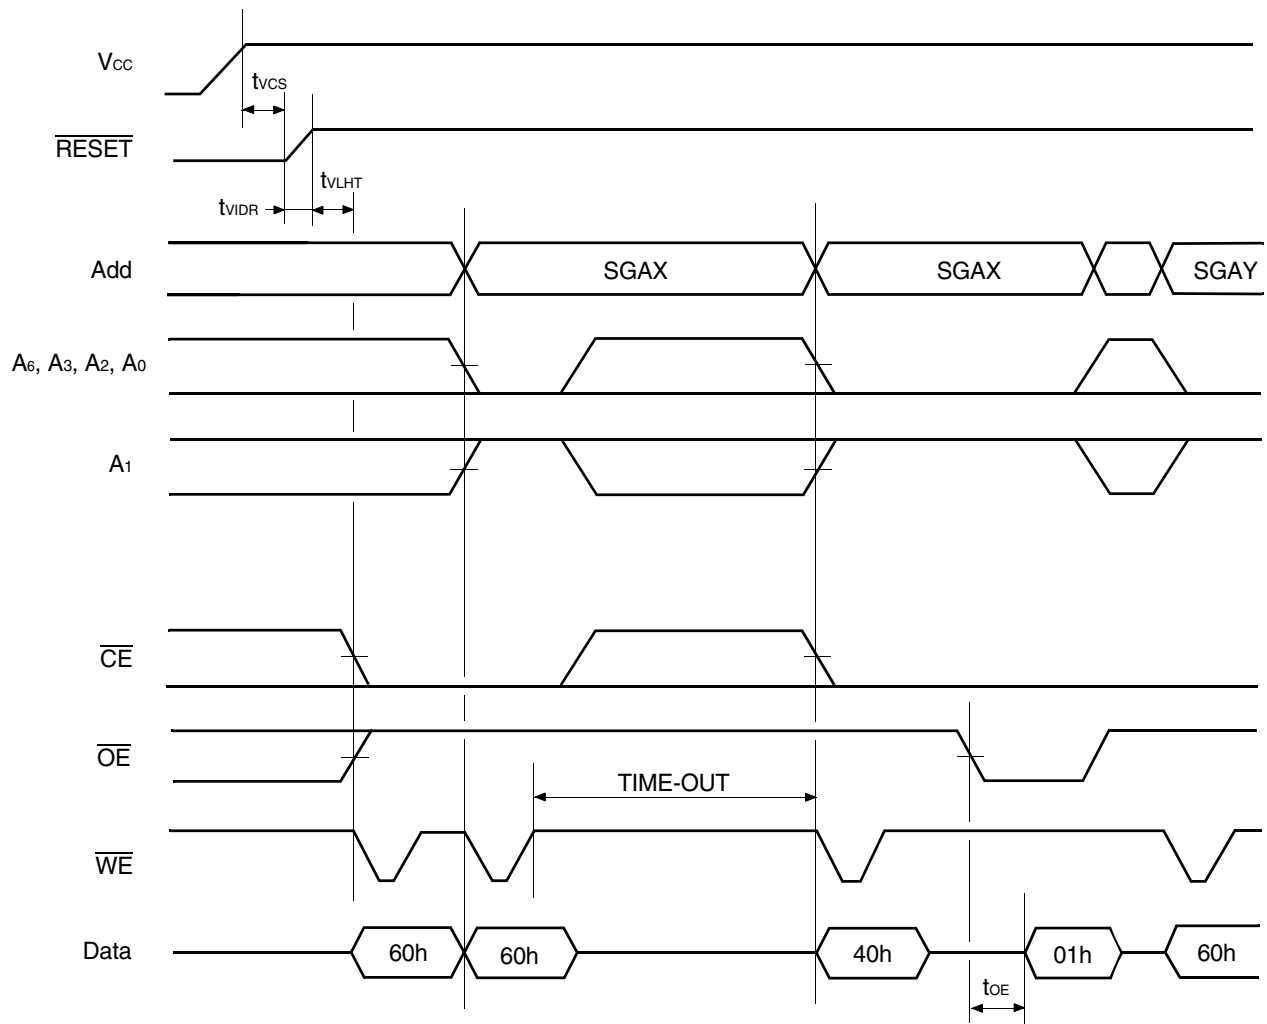 VCC
tVCS
RESET
tVLHT
tVIDR
Add
SGAX
SGAX
SGAY
A6, A3, A2, A0
A1
CE
OE
TIME-OUT
WE
Data
60h
60h
40h
01h
60h
tOE